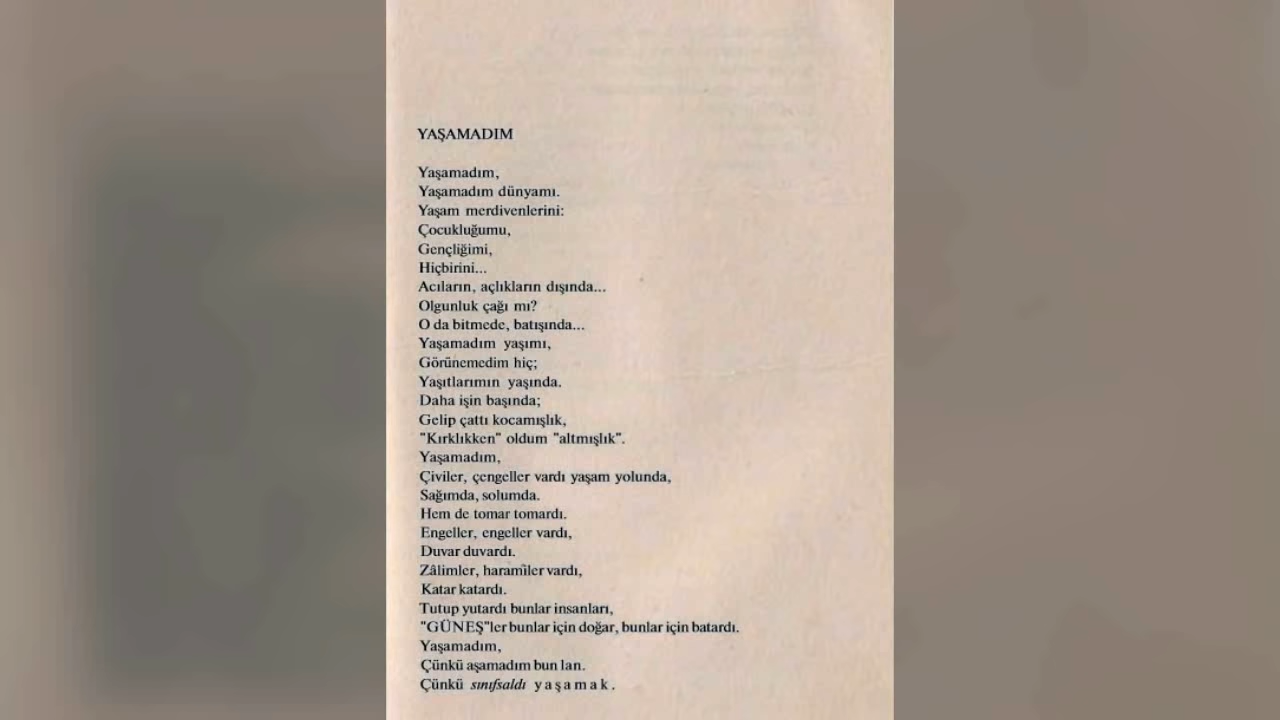 YAŞAMADIM
Yaşamadım,
Yaşamadım dünyamı.
Yaşam merdivenlerini:
Çocukluğumu,
Gençliğimi,
Hiçbirini...
Acıların, açlıkların dışında...
Olgunluk çağı mı?
O da bitmede, batışında...
Yaşamadım yaşımı,
Görünemedim hiç;
Yaşıtlarımın yaşında.
Daha işin başında;
Gelip çattı kocamışlık,
"Kırklıkken" oldum "altmışlık".
Yaşamadım,
Çiviler, çengeller vardı yaşam yolunda,
Sağımda, solumda.
Hem de tomar tomardı.
Engeller, engeller vardı,
Duvar duvardı.
Zâlimler, haramîler vardı,
Katar katardı.
Tutup yutardı bunlar insanları,
"GÜNEŞ"ler bunlar için doğar, bunlar için batardı.
Yaşamadım,
Çünkü aşamadım bun ları.
Çünkü sınıfsaldı y a ş a m a k .